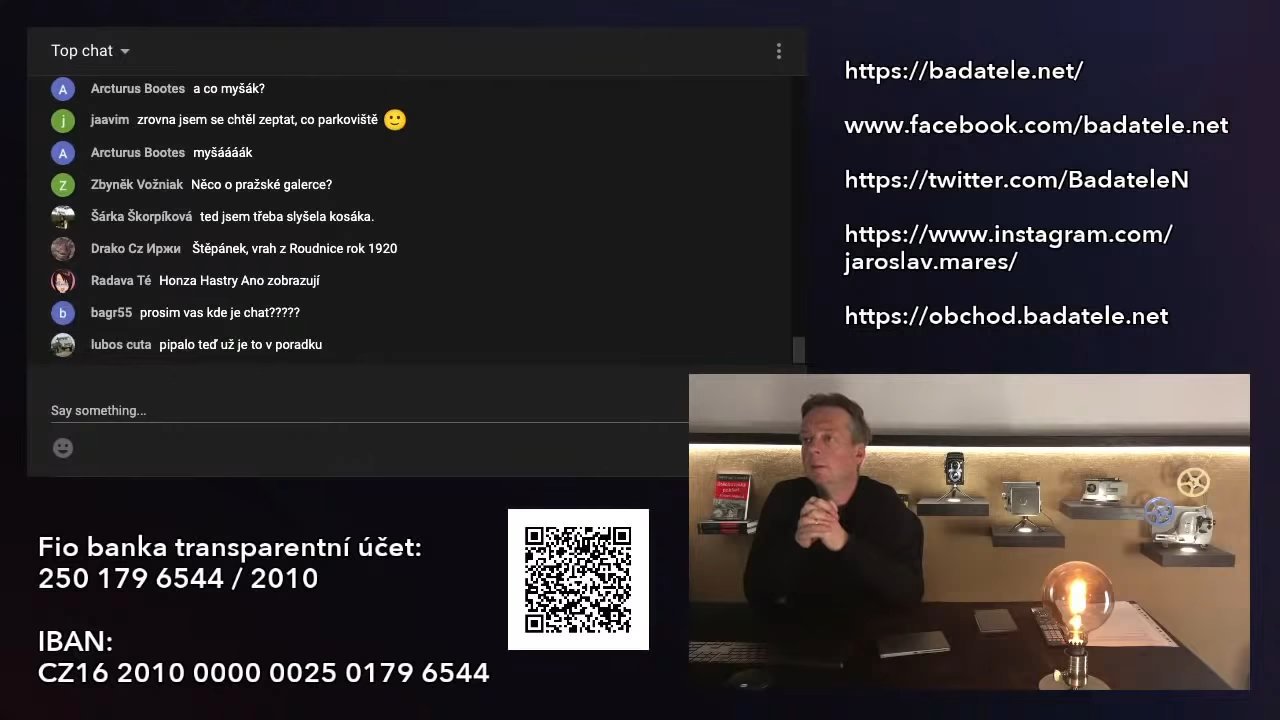 Top chat
Arcturus Bootes a co myšák?
jaavim zrovna jsem se chtěl zeptat, co parkoviště
Arcturus Bootes myšáááák
Zbyněk Vožniak Něco o pražské galerce?
Šárka Škorpíková ted jsem třeba slyšela kosáka.
Drako Cz Иржи Štěpánek, vrah z Roudnice rok 1920
Radava Té Honza Hastry Ano zobrazují
bagr55 prosim vas kde je chat?????
lubos cuta pipalo teď už je to v poradku
Say something...
https://badatele.net/
www.facebook.com/badatele.net
https://twitter.com/BadateleN
https://www.instagram.com/
jaroslav.mares/
https://obchod.badatele.net
Fio banka transparentní účet:
250 179 6544 / 2010
IBAN:
CZ16 2010 0000 0025 0179 6544